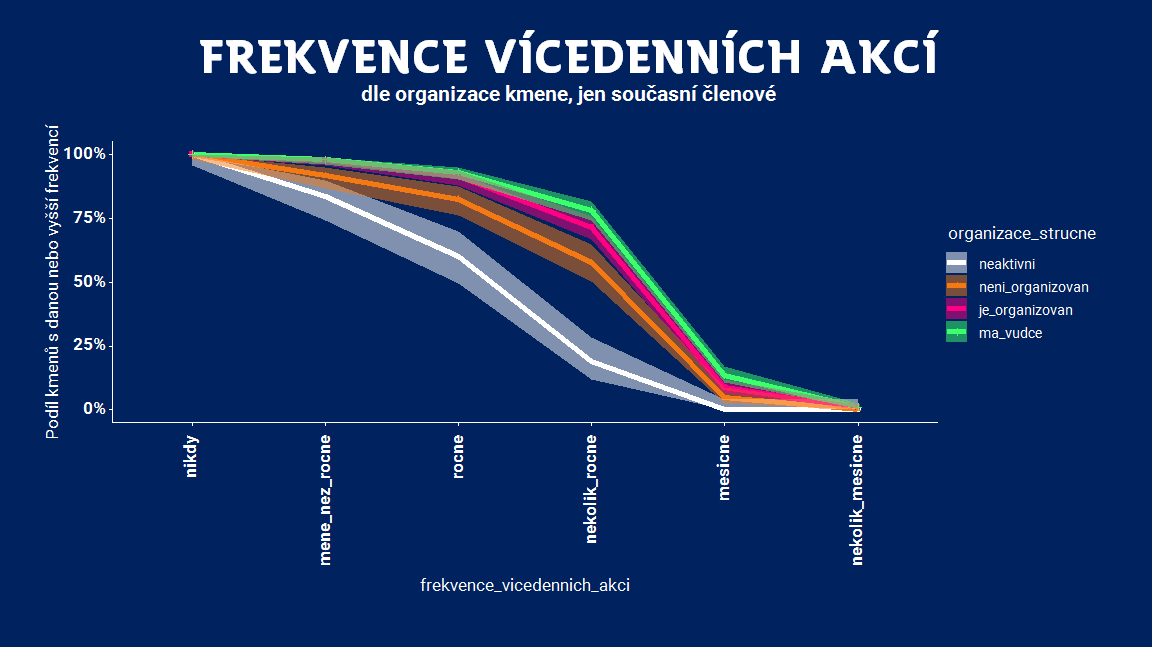 FREKVENCE VÍCEDENNÍCH AKCÍ
dle organizace kmene, jen současní členové
Podíl kmenů s danou nebo vyšší frekvencí
100%
75%
50%
25%
0%
nikdy
mene_nez_rocne
rocne
nekolik_rocne
mesicne
nekolik_mesicne
frekvence_vicedennich_akci
organizace_strucne
neaktivni
neni_organizovan
je_organizovan
ma_vudce